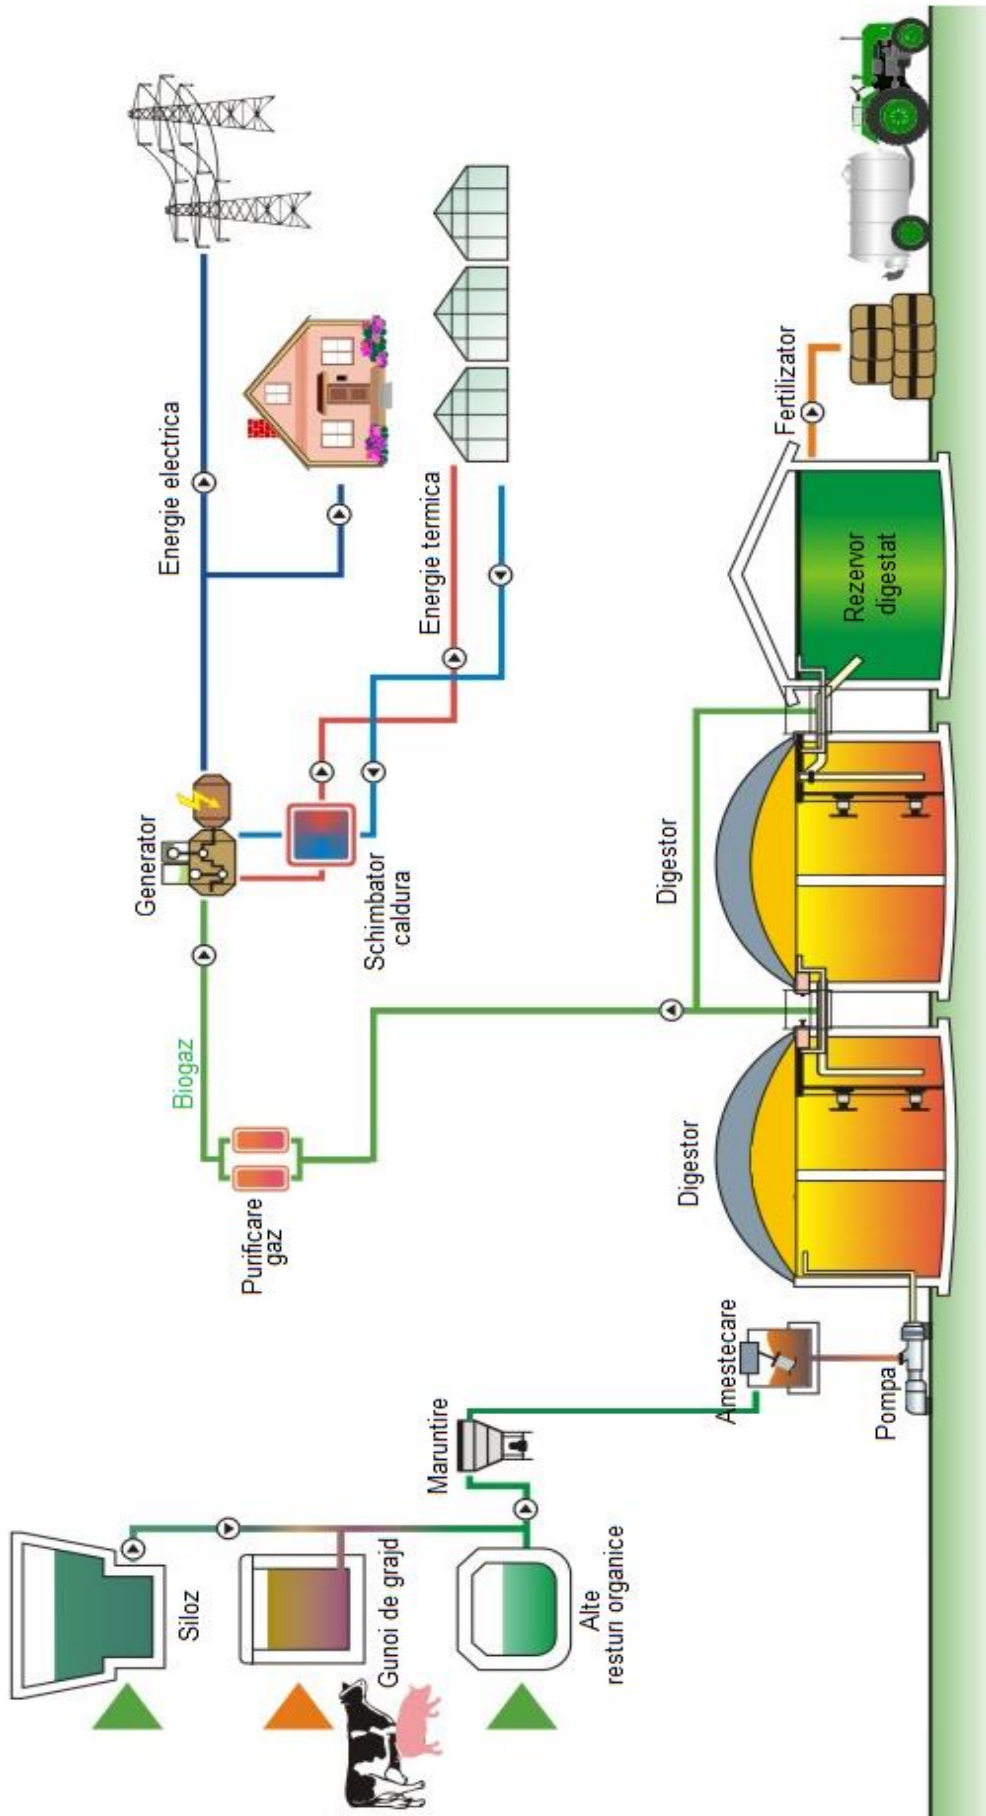 Siloz
Gunoi de grajd
Alte
resturi organice
Maruntire
Amestecare
Pompa
Purificare
gaz
Biogaz
Generator
Schimbator
caldura
Energie electrica
Energie termica
Digestor
Digestor
Rezervor
digestat
Fertilizator